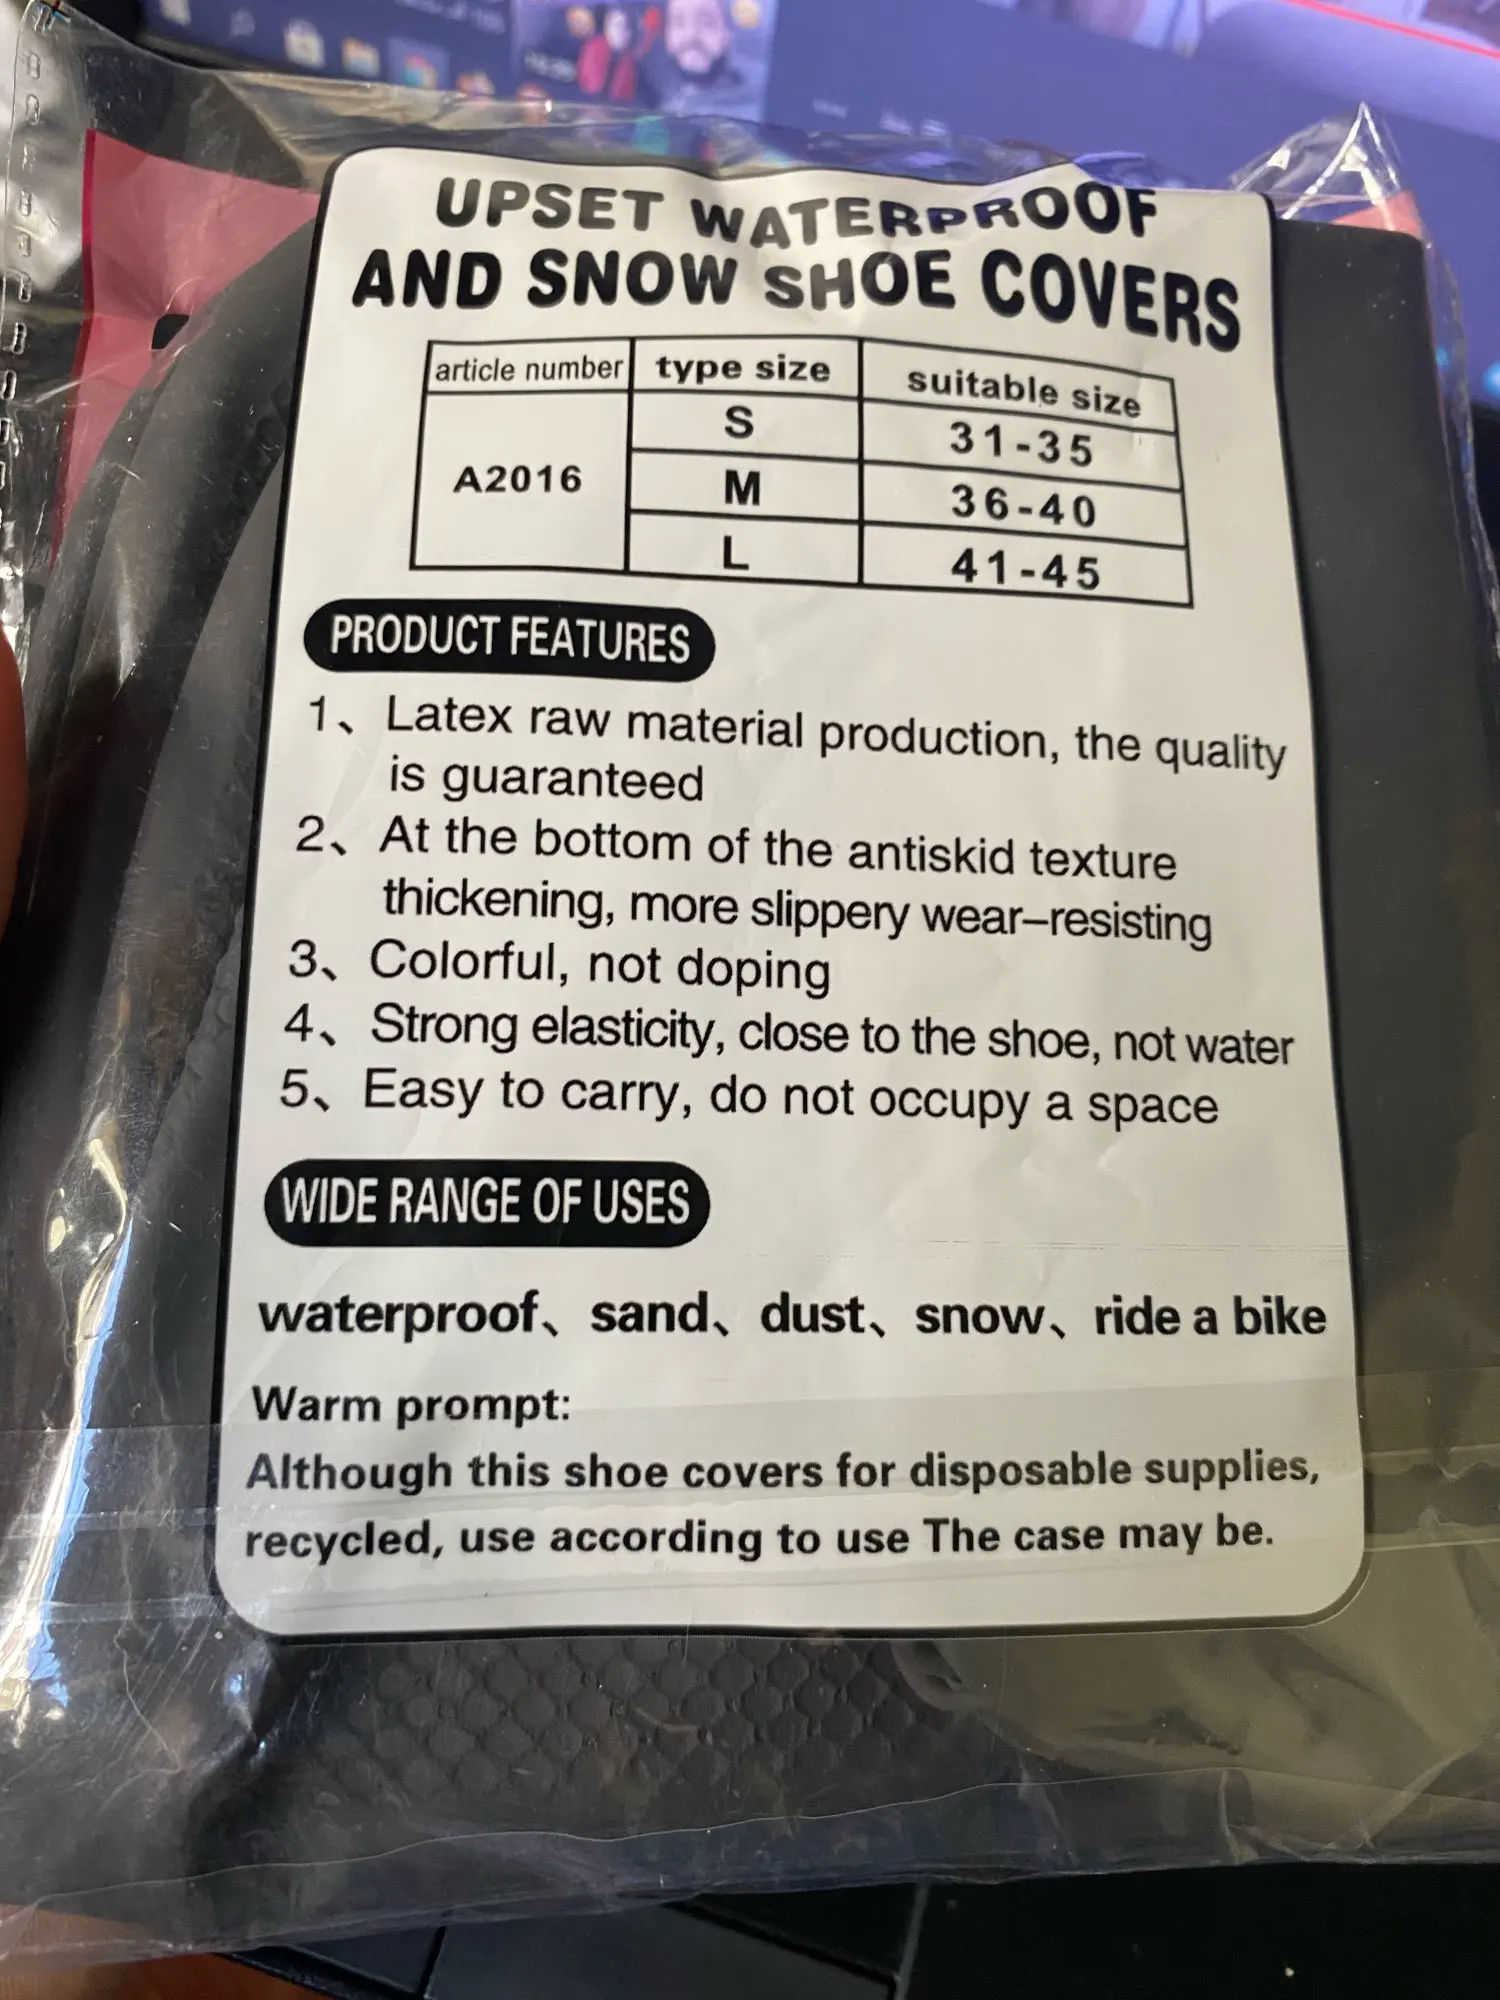 UPSET WATERPROOF
AND SNOW SHOE COVERS
article number type size suitable size
A2016
S 31-35
M 36-40
L 41-45
PRODUCT FEATURES
1、Latex raw material production, the quality
is guaranteed
2、At the bottom of the antiskid texture
thickening, more slippery wear-resisting
3、Colorful, not doping
4、Strong elasticity, close to the shoe, not water
5、Easy to carry, do not occupy a space
WIDE RANGE OF USES
waterproof、sand、dust、snow、ride a bike
Warm prompt:
Although this shoe covers for disposable supplies,
recycled, use according to use The case may be.